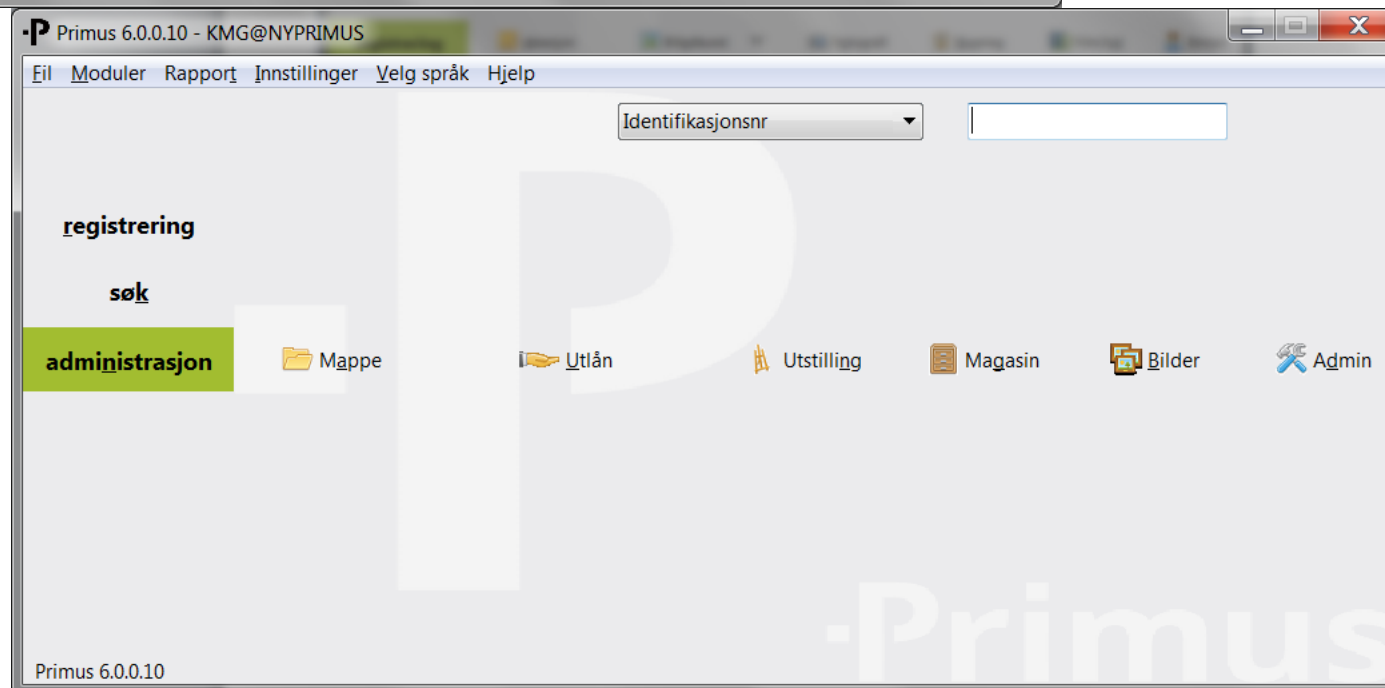 Primus 6.0.0.10 - KMG@NYPRIMUS
Fil Moduler Rapport Innstillinger Velg språk Hjelp
Identifikasjonsnr
registrering
søk
administrasjon Mappe Utlån Utstilling Magasin Bilder Admin
·Primus
Primus 6.0.0.10